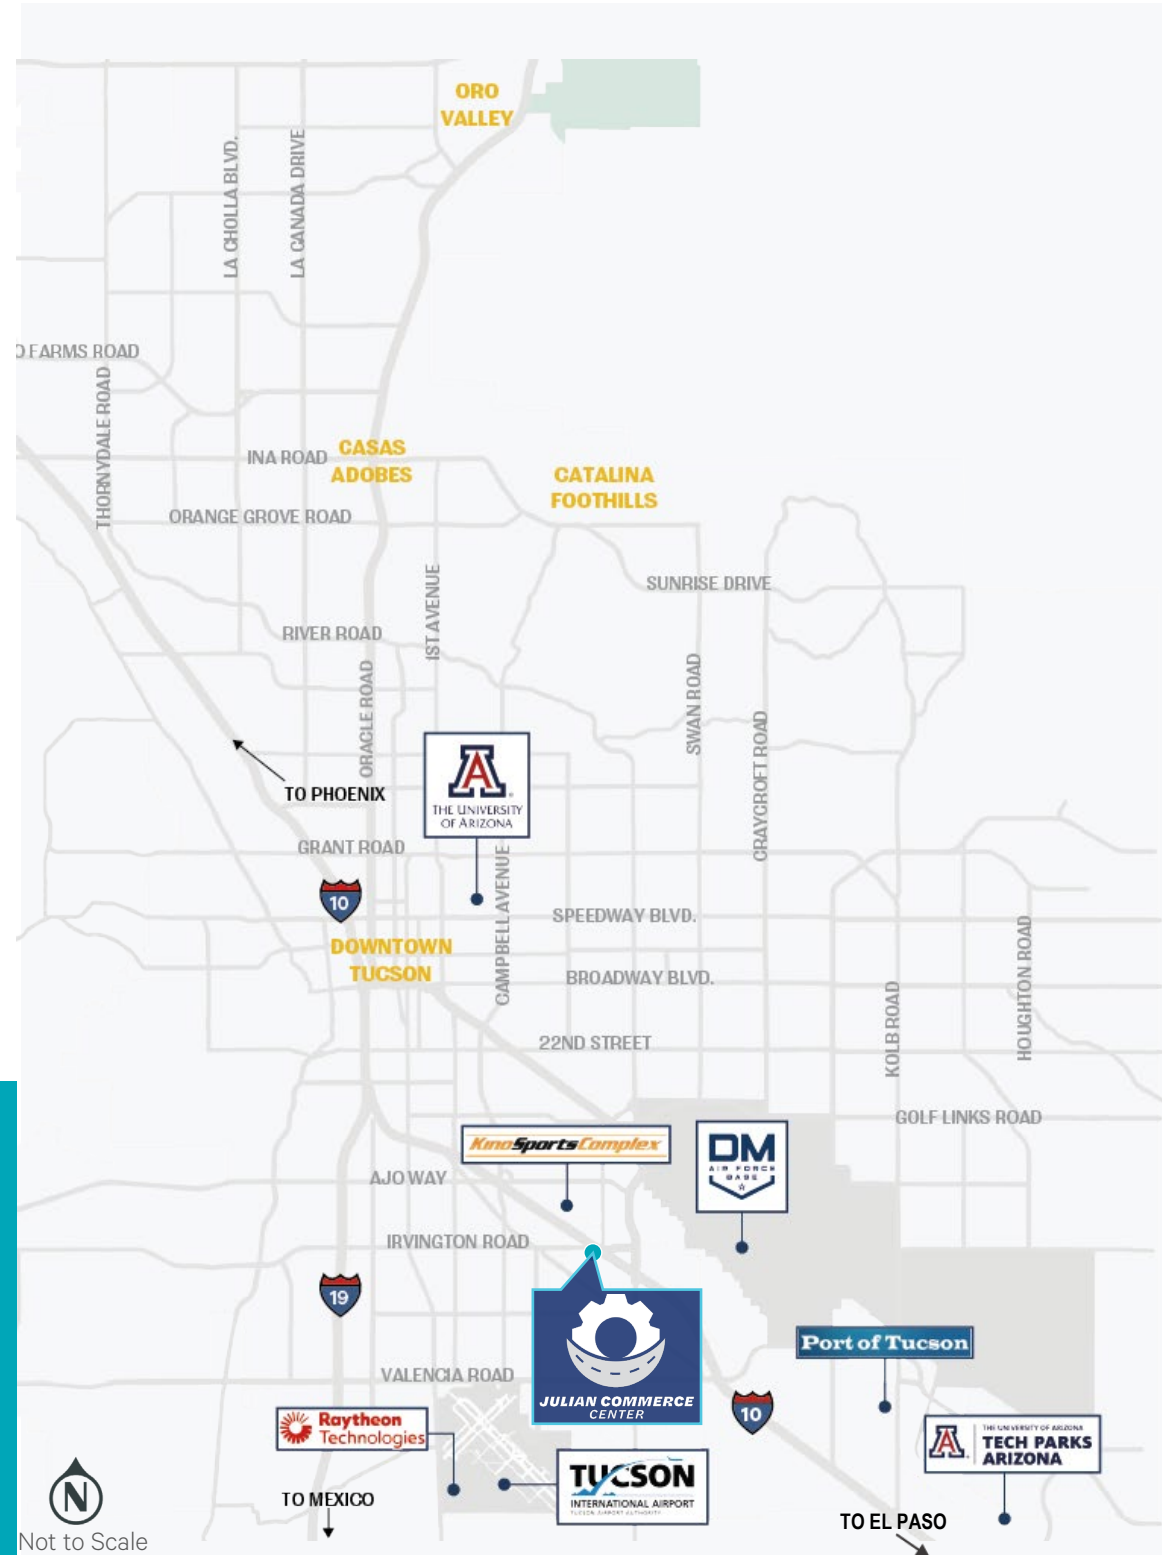 ORO
VALLEY
LA CHOLLA BLVD.
LA CANADA DRIVE
O FARMS ROAD
THORNYDALE ROAD
INA ROAD
CASAS
ADOBES
CATALINA
FOOTHILLS
ORANGE GROVE ROAD
1ST AVENUE
SUNRISE DRIVE
RIVER ROAD
ORACLE ROAD
SWAN ROAD
CRAYCROFT ROAD
A
THE UNIVERSITY
OF ARIZONA
TO PHOENIX
GRANT ROAD
CAMPBELL AVENUE
10
SPEEDWAY BLVD.
DOWNTOWN
TUCSON
BROADWAY BLVD.
KOLB ROAD
HOUGHTON ROAD
22ND STREET
GOLF LINKS ROAD
KinoSportsComplex
DM
AIR FORCE
BASE
AJO WAY
IRVINGTON ROAD
19
JULIAN COMMERCE
CENTER
Port of Tucson
VALENCIA ROAD
10
Raytheon
Technologies
A
THE UNIVERSITY OF ARIZONA
TECH PARKS
ARIZONA
TUCSON
INTERNATIONAL AIRPORT
TUCSON AIRPORT AUTHORITY
N
Not to Scale
TO MEXICO
TO EL PASO